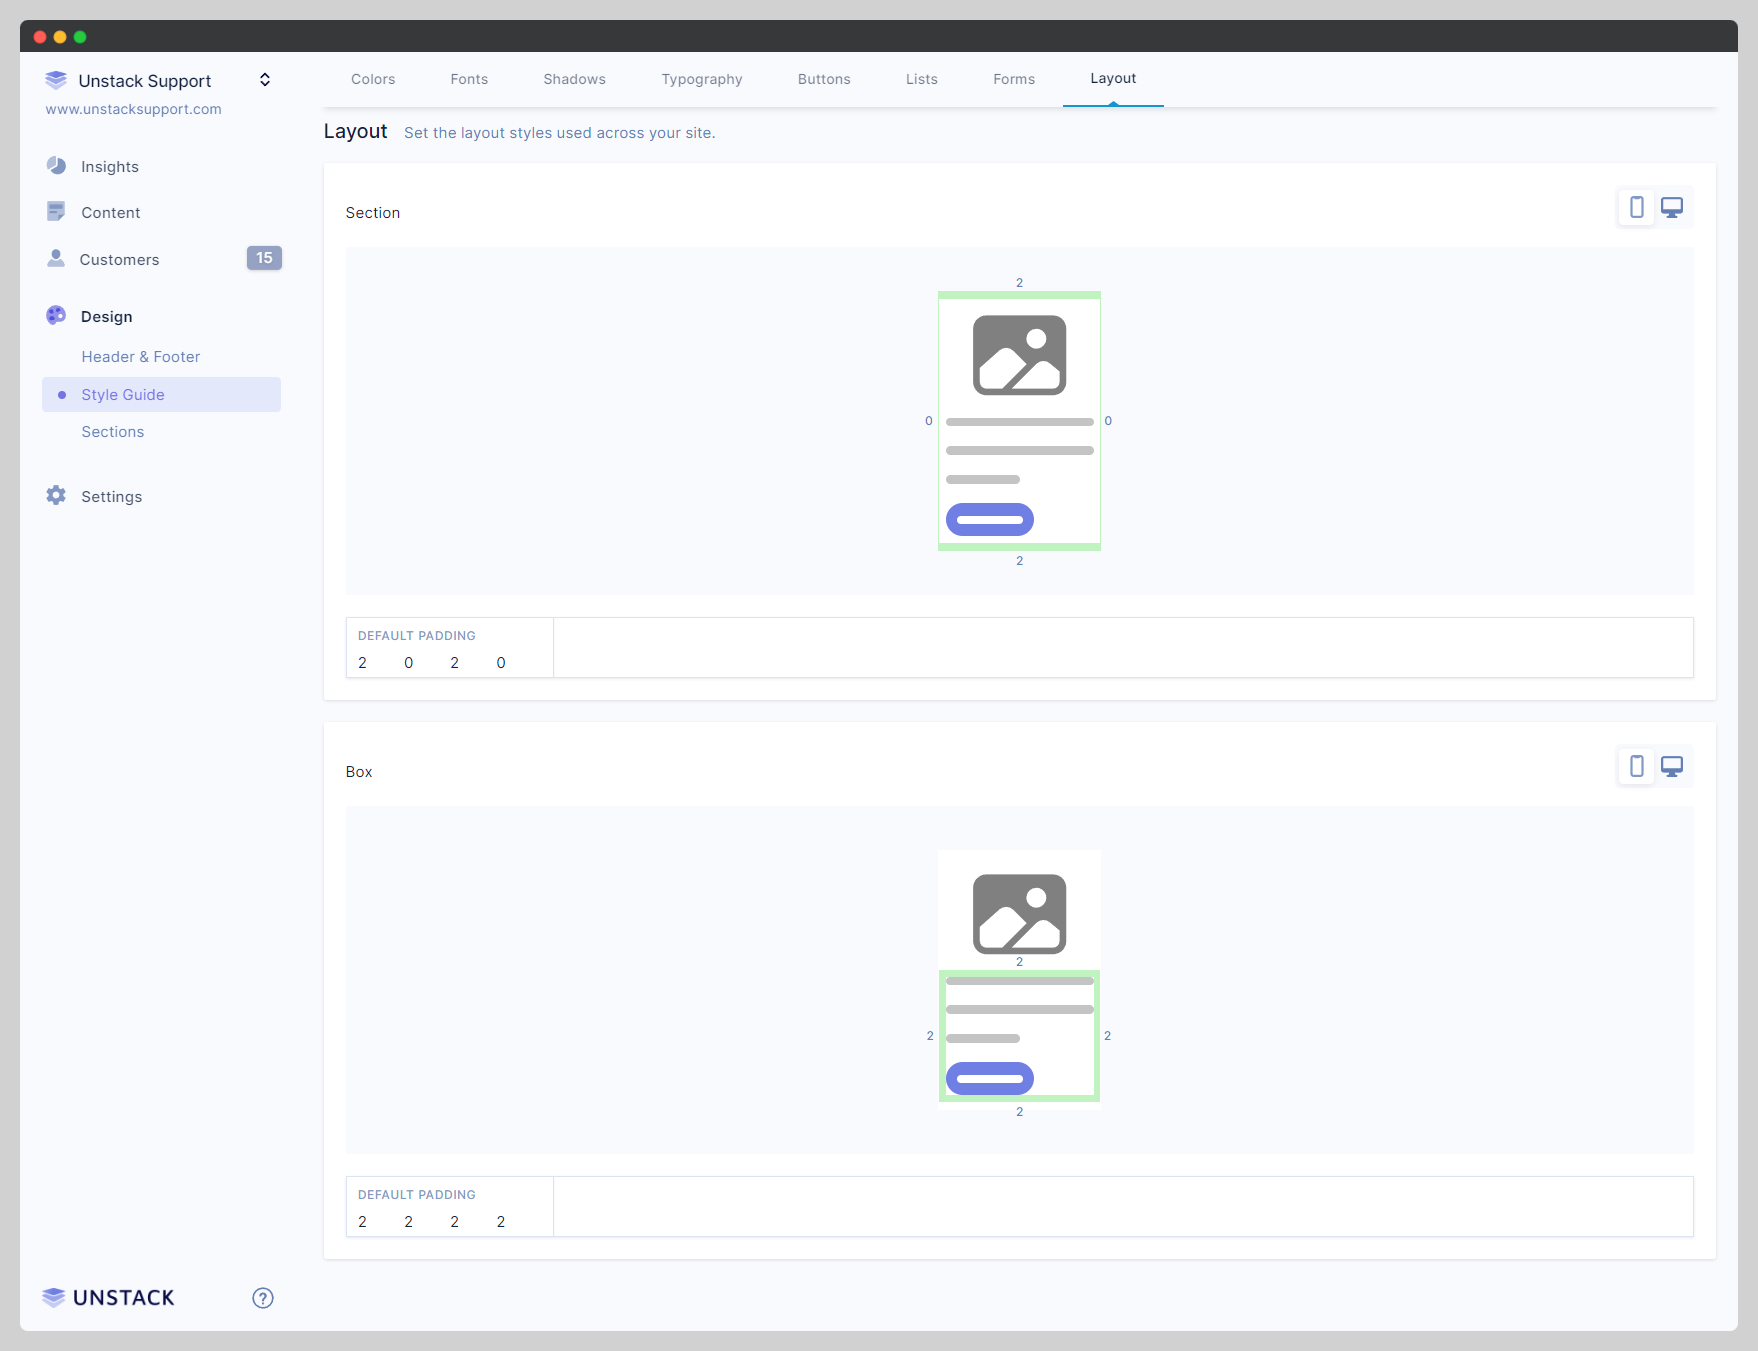 Unstack Support
www.unstacksupport.com
Insights
Content
Customers 15
Design
Header & Footer
Style Guide
Sections
Settings
UNSTACK ?
Colors Fonts Shadows Typography Buttons Lists Forms Layout
Layout Set the layout styles used across your site.
Section
2
0 0
2
DEFAULT PADDING
2 0 2 0
Box
2
2 2
2
DEFAULT PADDING
2 2 2 2